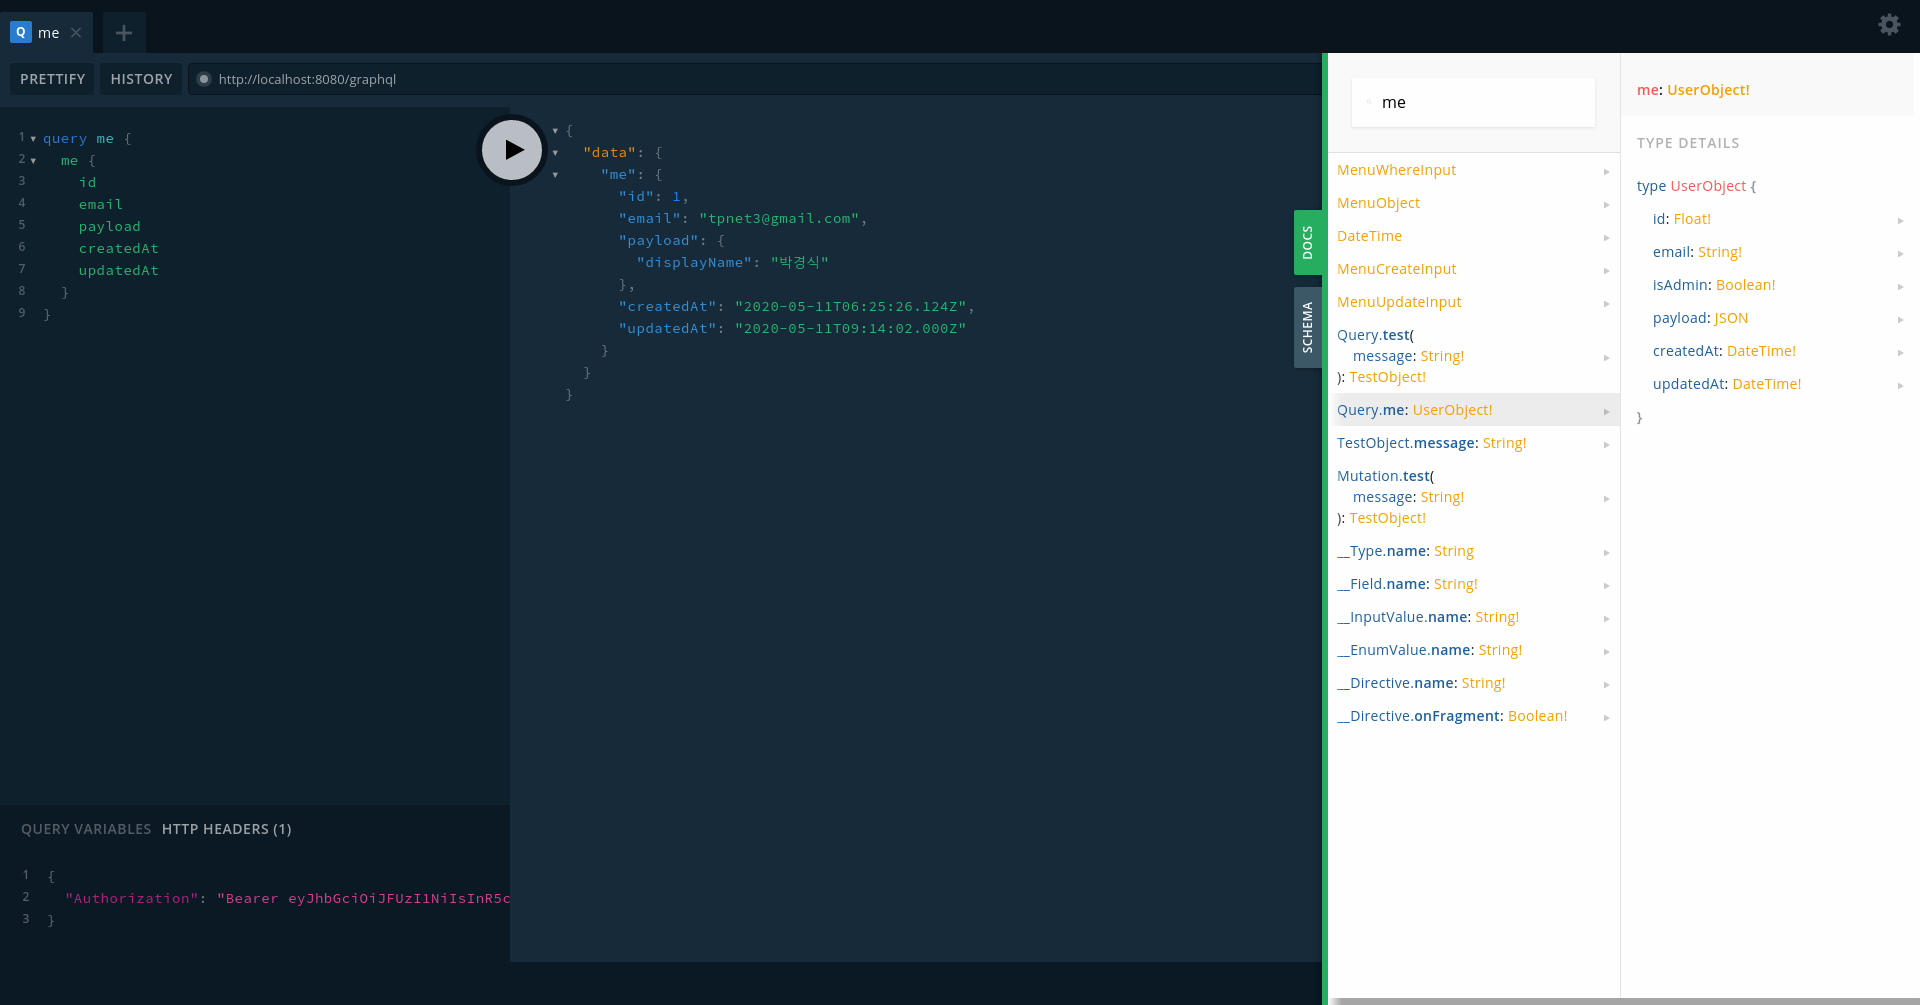 Q me
PRETTIFY HISTORY http://localhost:8080/graphql
1 query me {
2 me {
3 id
4 email
5 payload
6 createdAt
7 updatedAt
8 }
9 }
{
"data": {
"me": {
"id": 1,
"email": "tpnet3@gmail.com",
"payload": {
"displayName": "박경식"
},
"createdAt": "2020-05-11T06:25:26.124Z",
"updatedAt": "2020-05-11T09:14:02.000Z"
}
}
}
QUERY VARIABLES HTTP HEADERS (1)
1 {
2 "Authorization": "Bearer eyJhbGciOiJFUzI1NiIsInR5c
3 }
DOCS
SCHEMA
me
MenuWhereInput
MenuObject
DateTime
MenuCreateInput
MenuUpdateInput
Query.test(
message: String!
): TestObject!
Query.me: UserObject!
TestObject.message: String!
Mutation.test(
message: String!
): TestObject!
__Type.name: String
__Field.name: String!
__InputValue.name: String!
__EnumValue.name: String!
__Directive.name: String!
__Directive.onFragment: Boolean!
me: UserObject!
TYPE DETAILS
type UserObject {
id: Float!
email: String!
isAdmin: Boolean!
payload: JSON
createdAt: DateTime!
updatedAt: DateTime!
}